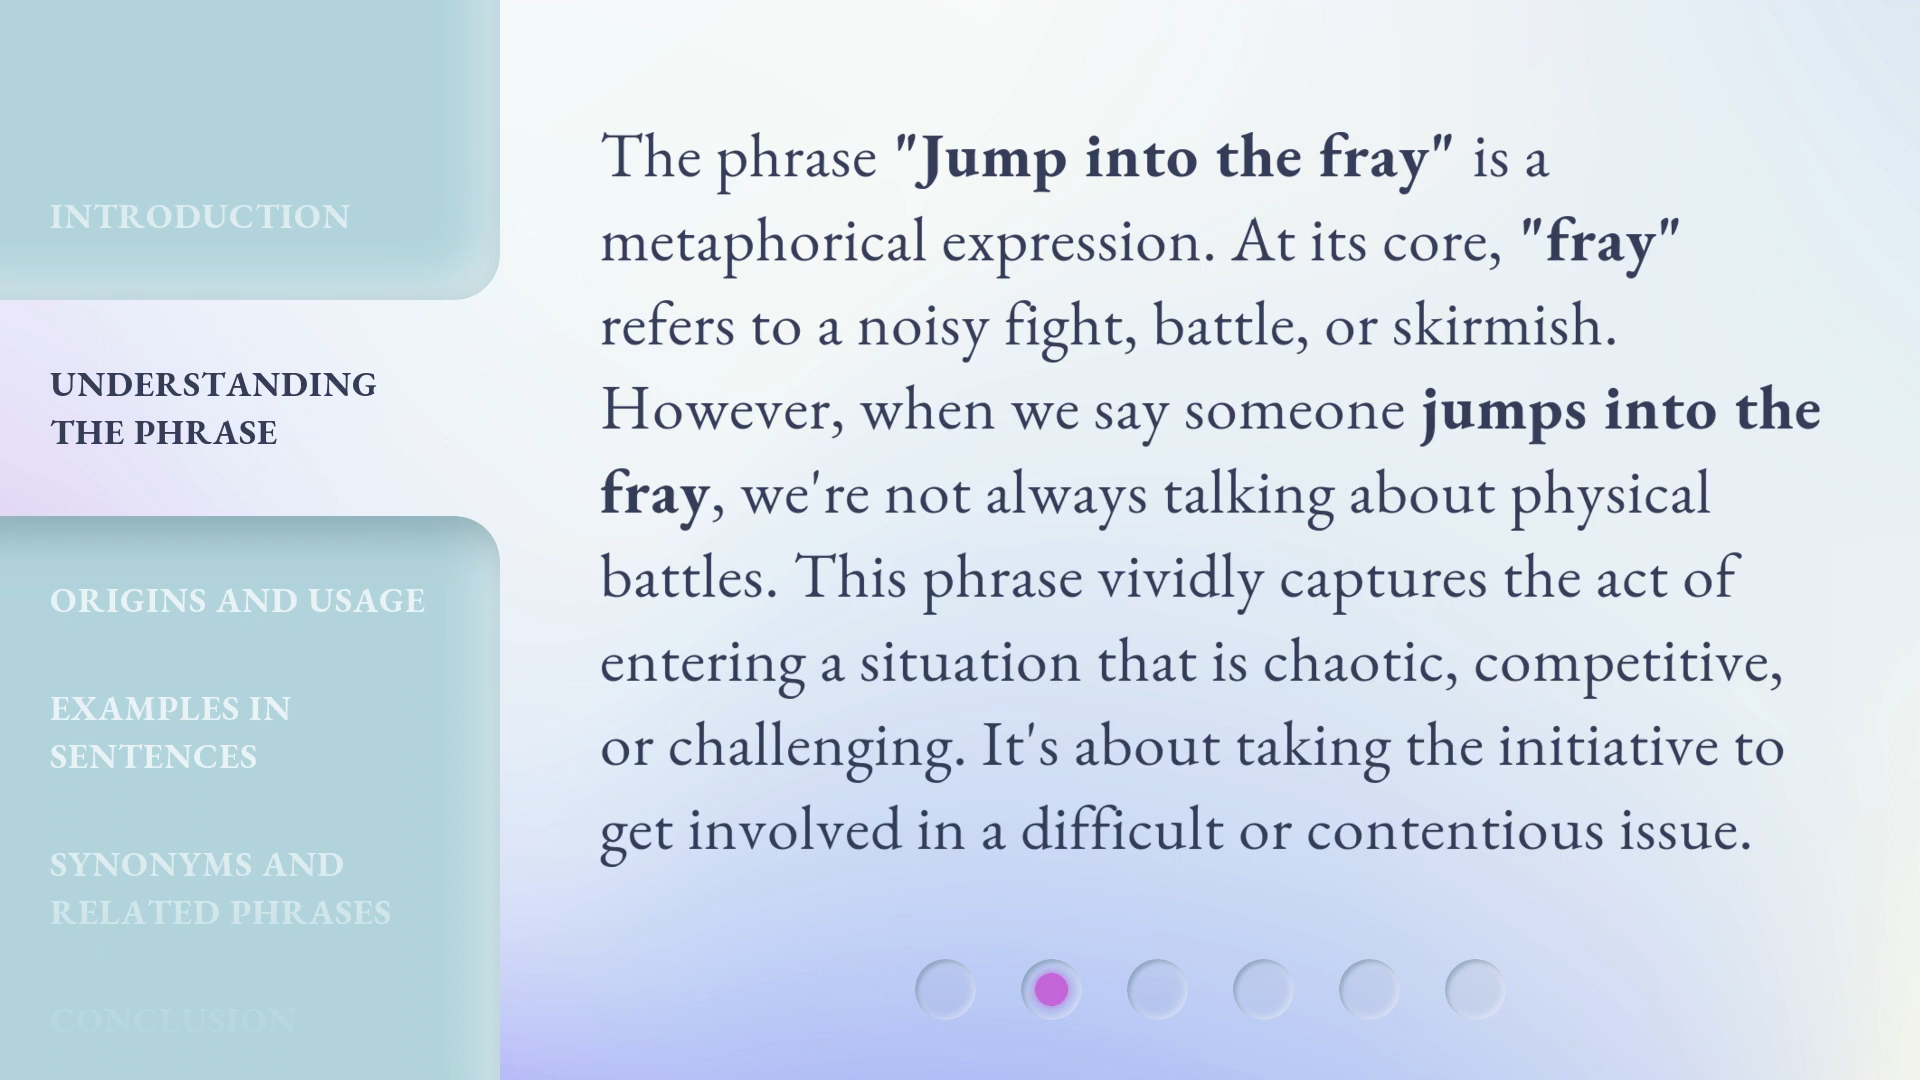 INTRODUCTION
UNDERSTANDING
THE PHRASE
ORIGINS AND USAGE
EXAMPLES IN
SENTENCES
SYNONYMS AND
RELATED PHRASES
CONCLUSION
The phrase "Jump into the fray" is a
metaphorical expression. At its core, "fray"
refers to a noisy fight, battle, or skirmish.
However, when we say someone jumps into the
fray, we're not always talking about physical
battles. This phrase vividly captures the act of
entering a situation that is chaotic, competitive,
or challenging. It's about taking the initiative to
get involved in a difficult or contentious issue.